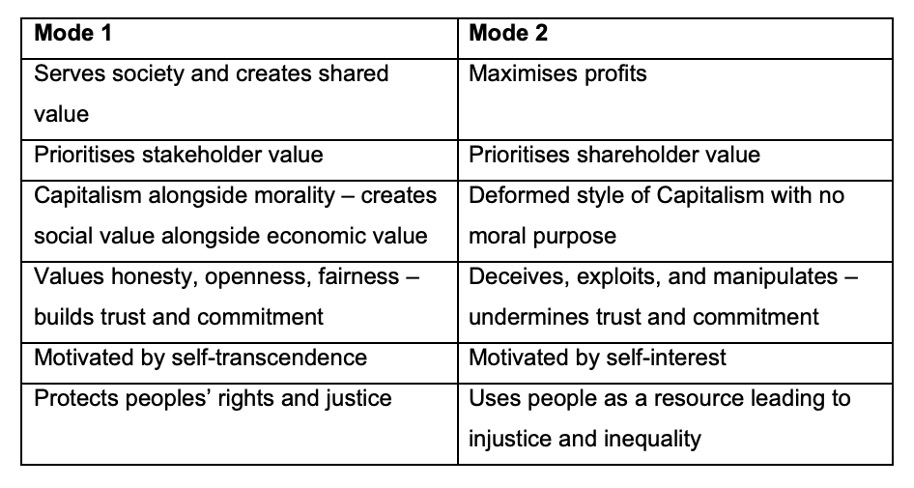 Mode 1
Mode 2
Serves society and creates shared
value
Maximises profits
Prioritises stakeholder value
Prioritises shareholder value
Capitalism alongside morality – creates
social value alongside economic value
Deformed style of Capitalism with no
moral purpose
Values honesty, openness, fairness –
builds trust and commitment
Deceives, exploits, and manipulates –
undermines trust and commitment
Motivated by self-transcendence
Motivated by self-interest
Protects peoples’ rights and justice
Uses people as a resource leading to
injustice and inequality